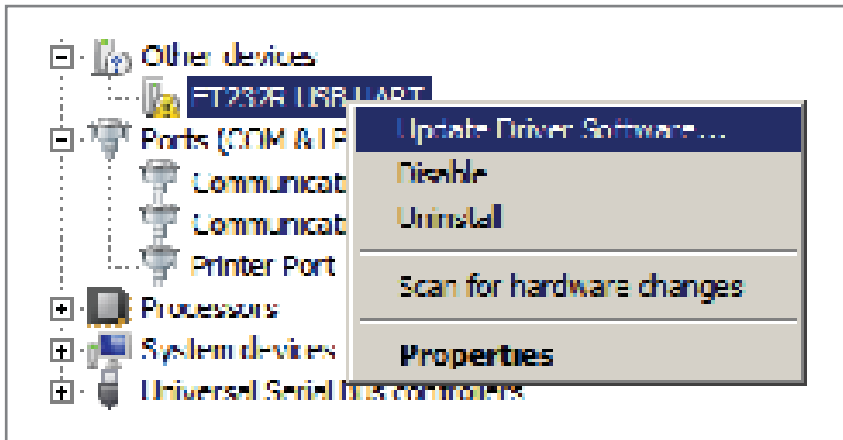 Other devices
FT232R USB UART
Update Driver Software...
Ports (COM & LP
Disable
Communicat
Uninstall
Communicat
Printer Port
Scan for hardware changes
Processors
System devices
Properties
Universal Serial Bus controllers